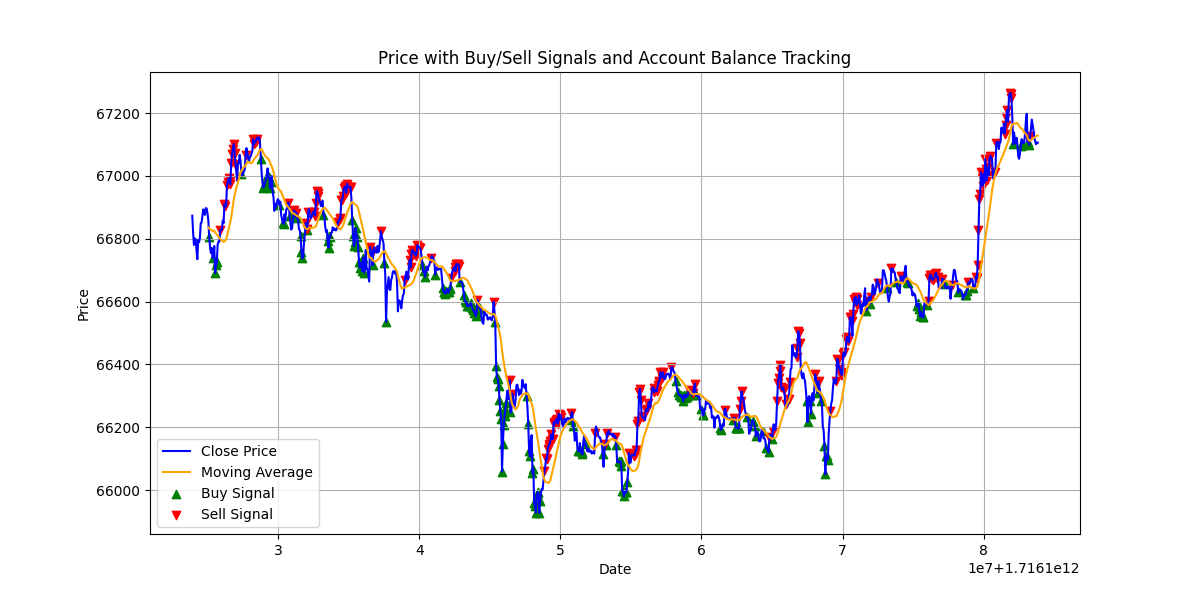 Price with Buy/Sell Signals and Account Balance Tracking
67200
67000
66800
66600
66400
66200
66000
Price
Close Price
Moving Average
Buy Signal
Sell Signal
3 4 5 6 7 8
Date
1e7+1.7161e12